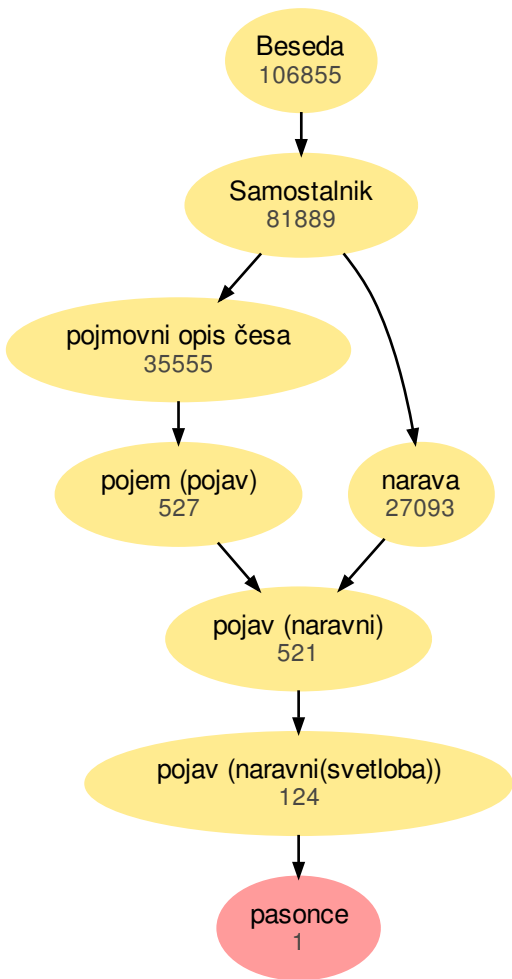 Beseda
106855
Samostalnik
81889
pojmovni opis česa
35555
pojem (pojav)
527
narava
27093
pojav (naravni)
521
pojav (naravni(svetloba))
124
pasonce
1